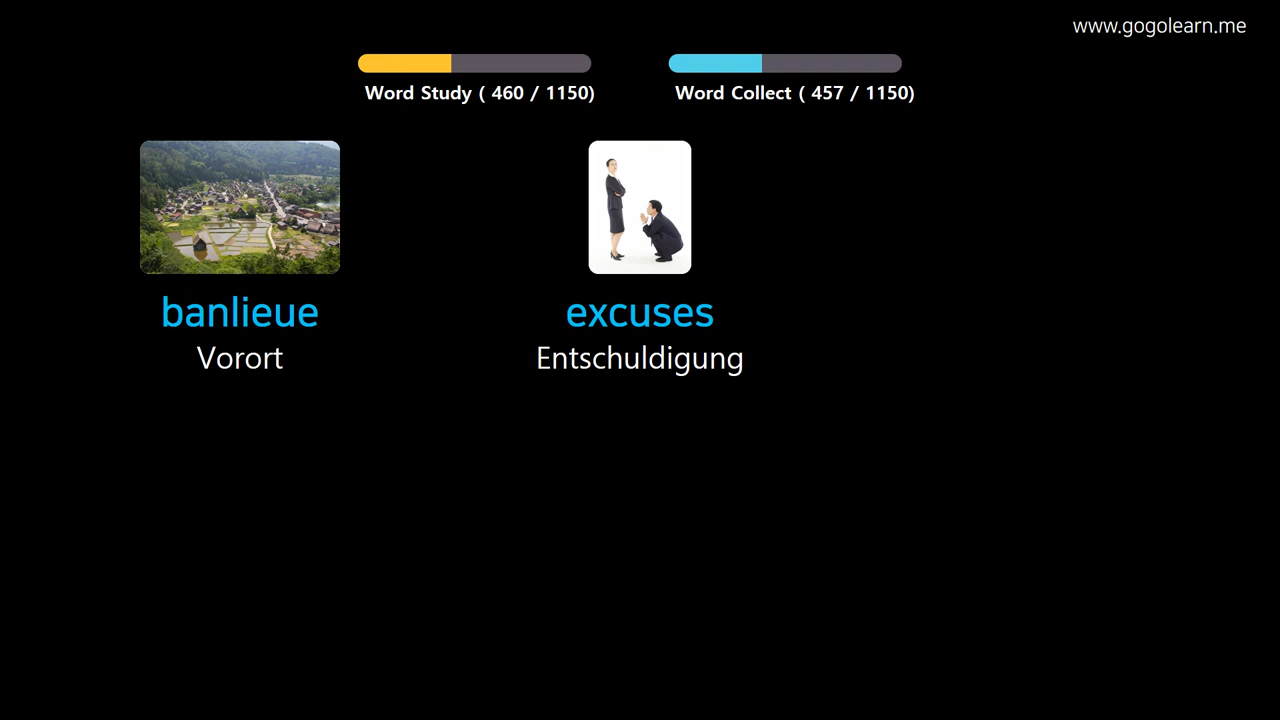 www.gogolearn.me
Word Study ( 460 / 1150)
Word Collect ( 457 / 1150)
banlieue
Vorort
excuses
Entschuldigung